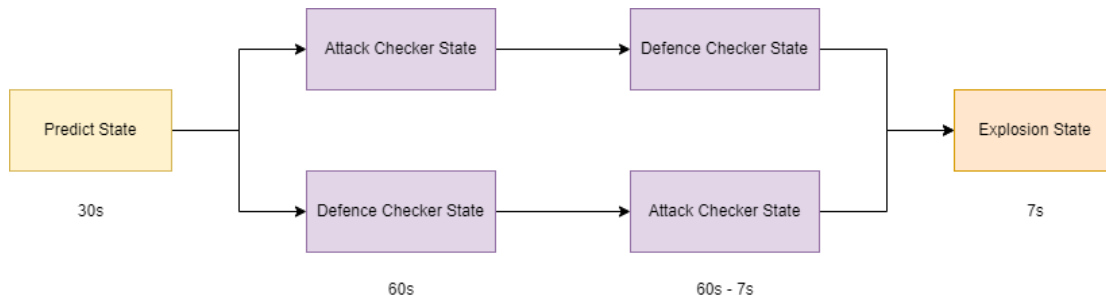 Attack Checker State
Defence Checker State
Predict State
Explosion State
Defence Checker State
Attack Checker State
30s
7s
60s
60s - 7s